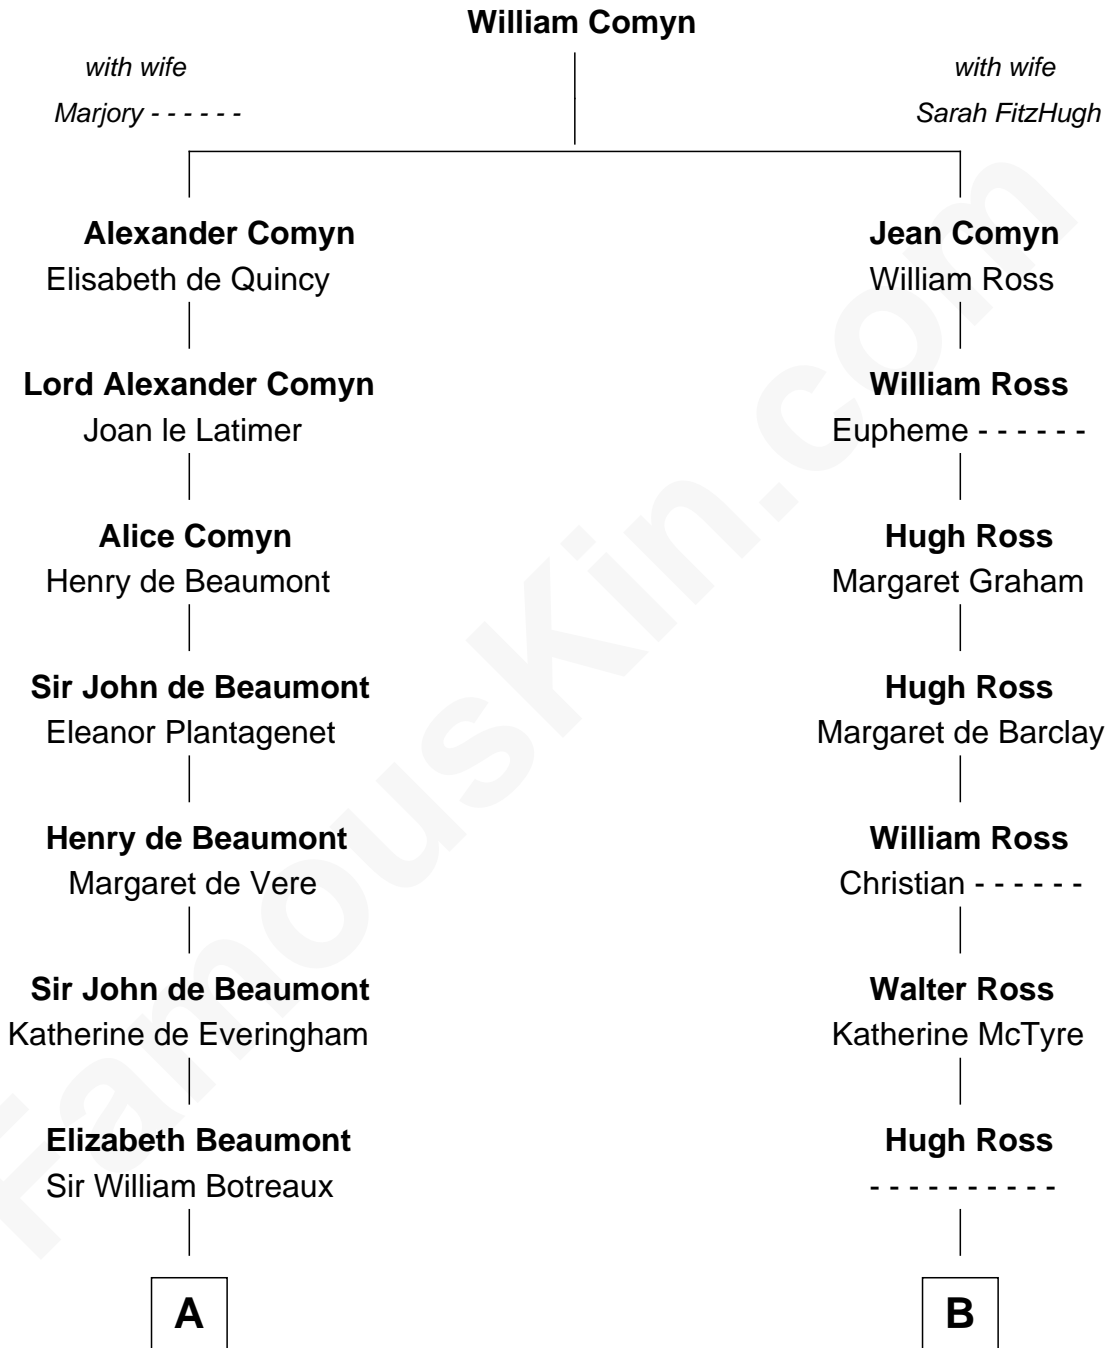 William Comyn
with wife
Marjory - - - - - -
with wife
Sarah FitzHugh
Alexander Comyn
Elisabeth de Quincy
Jean Comyn
William Ross
Lord Alexander Comyn
Joan le Latimer
William Ross
Eupheme - - - - - -
Alice Comyn
Henry de Beaumont
Hugh Ross
Margaret Graham
Sir John de Beaumont
Eleanor Plantagenet
Hugh Ross
Margaret de Barclay
Henry de Beaumont
Margaret de Vere
William Ross
Christian - - - - - -
Sir John de Beaumont
Katherine de Everingham
Walter Ross
Katherine McTyre
Elizabeth Beaumont
Sir William Botreaux
Hugh Ross
- - - - - - - - - -
A
B
FamousKin.com